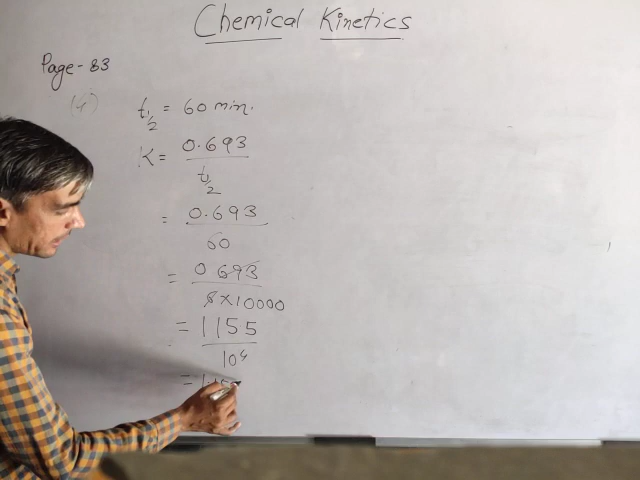 Chemical Kinetics
Page-83
(4)
t1/2 = 60 min.
K = 0.693 / t1/2
= 0.693 / 60
= 0 693 / 8×10000
= 1155 / 10⁴
=